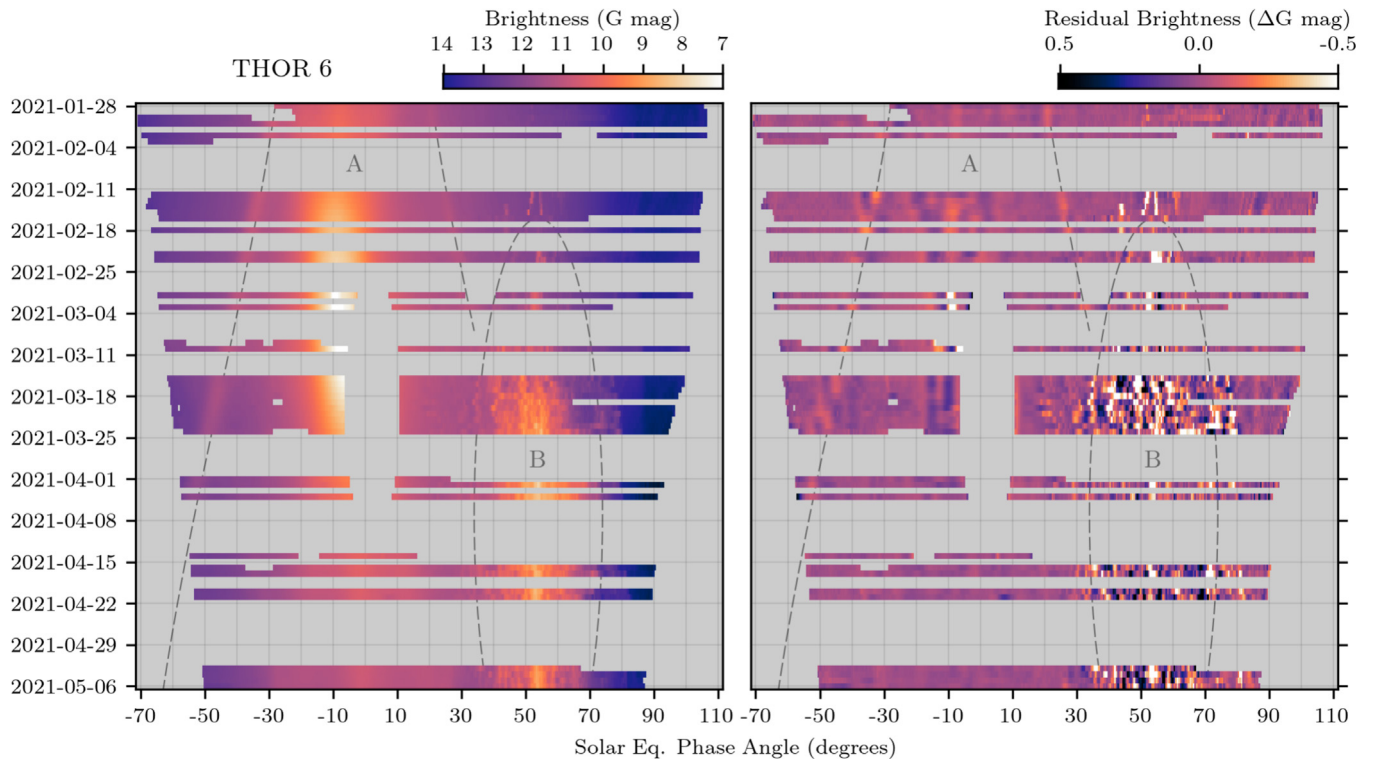 Brightness (G mag)
14 13 12 11 10 9 8 7
Residual Brightness (ΔG mag)
0.5 0.0 -0.5
THOR 6
2021-01-28
2021-02-04
2021-02-11
2021-02-18
2021-02-25
2021-03-04
2021-03-11
2021-03-18
2021-03-25
2021-04-01
2021-04-08
2021-04-15
2021-04-22
2021-04-29
2021-05-06
A
B
A
B
-70 -50 -30 -10 10 30 50 70 90 110
-70 -50 -30 -10 10 30 50 70 90 110
Solar Eq. Phase Angle (degrees)